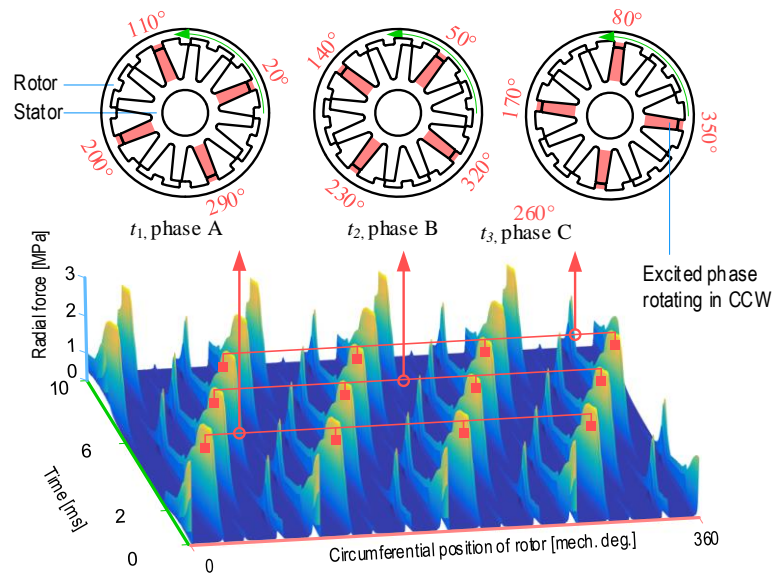 110°
20°
200°
290°
140°
50°
230°
320°
80°
170°
350°
260°
Rotor
Stator
t1, phase A
t2, phase B
t3, phase C
Excited phase
rotating in CCW
Radial force [MPa]
3
2
1
0
10
6
2
0
Time [ms]
0
Circumferential position of rotor [mech. deg.]
360